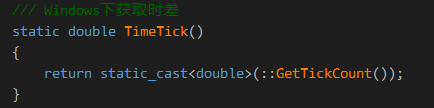 /// Windows下获取时差
static double TimeTick()
{
    return static_cast<double>(::GetTickCount());
}